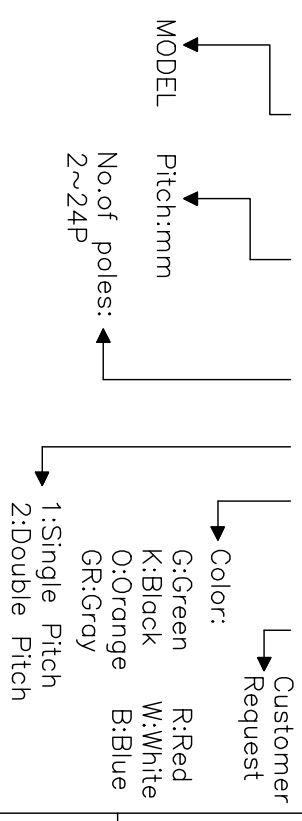 MODEL
Pitch:mm
No.of poles:
2~24P
1:Single Pitch
2:Double Pitch
Color:
G:Green R:Red
K:Black W:White
O:Orange B:Blue
GR:Gray
Customer
Request